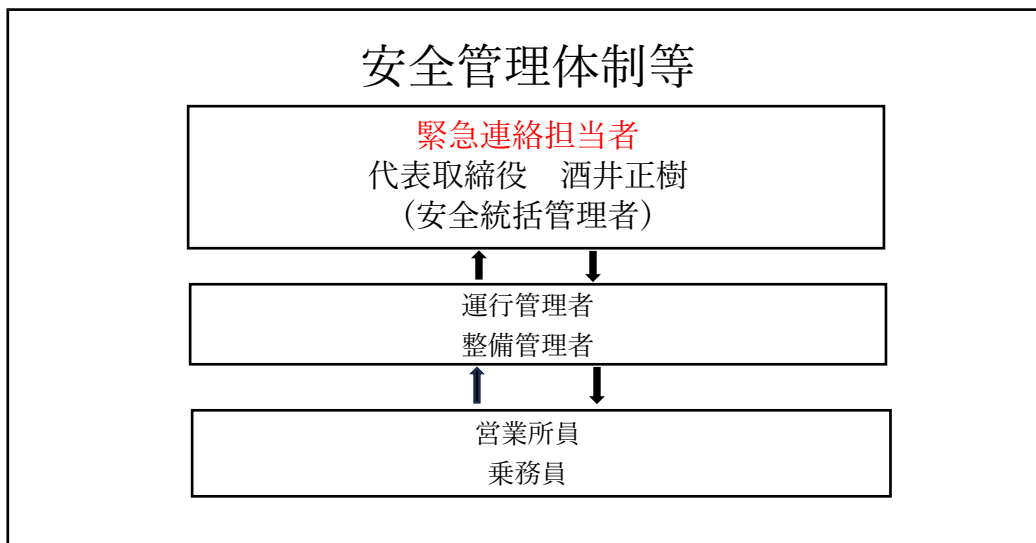 安全管理体制等
緊急連絡担当者
代表取締役　酒井正樹
(安全統括管理者)
運行管理者
整備管理者
営業所員
乗務員